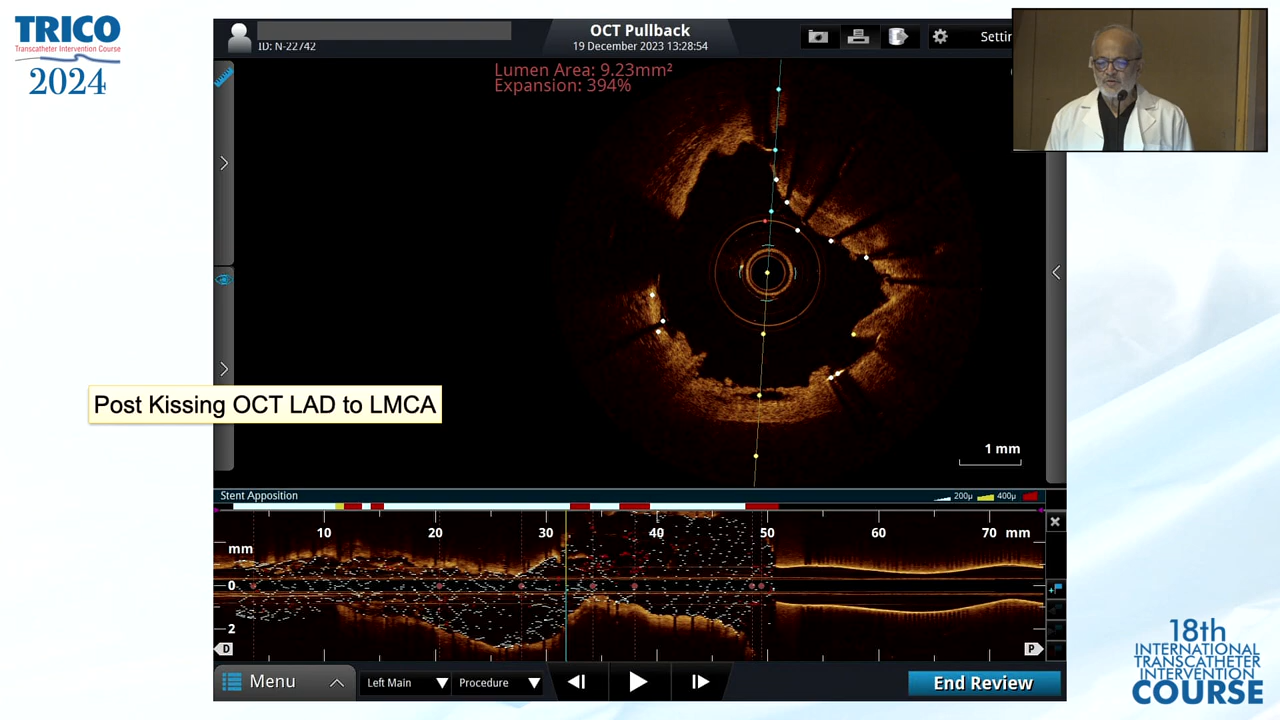 TRICO
Transcatheter Intervention Course
2024
ID: N-22742
OCT Pullback
19 December 2023 13:28:54
Lumen Area: 9.23mm²
Expansion: 394%
Post Kissing OCT LAD to LMCA
1 mm
Stent Apposition
200µ
400µ
10 20 30 40 50 60 70 mm
mm
0
2
D
P
Menu
Left Main
Procedure
End Review
18th
INTERNATIONAL
TRANSCATHETER
INTERVENTION
COURSE